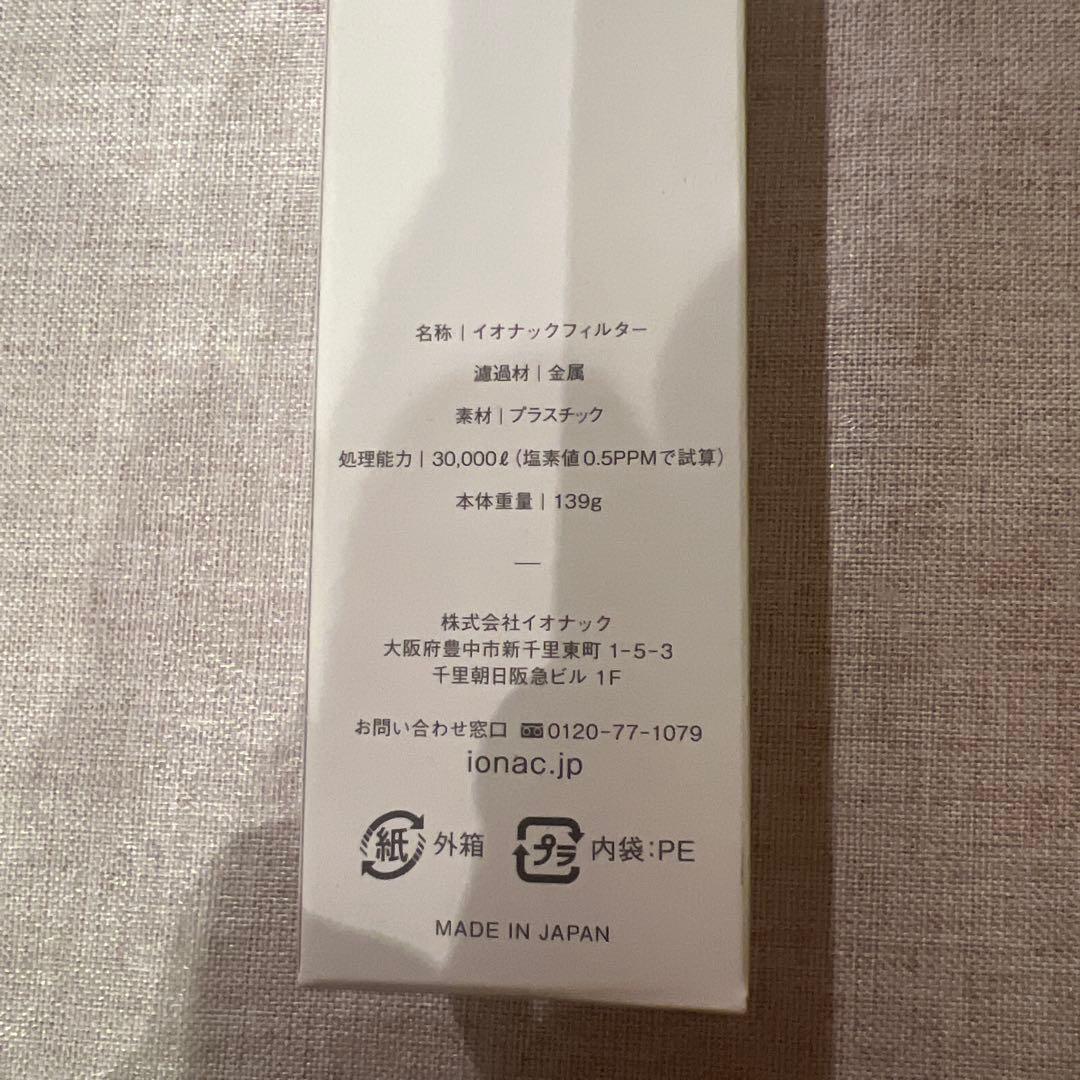 名称 | イオナックフィルター
濾過材 | 金属
素材 | プラスチック
処理能力 | 30,000ℓ（塩素値0.5PPMで試算）
本体重量 | 139g
—
株式会社イオナック
大阪府豊中市新千里東町 1-5-3
千里朝日阪急ビル 1F
お問い合わせ窓口 0120-77-1079
ionac.jp
紙 外箱 プラ 内袋:PE
MADE IN JAPAN